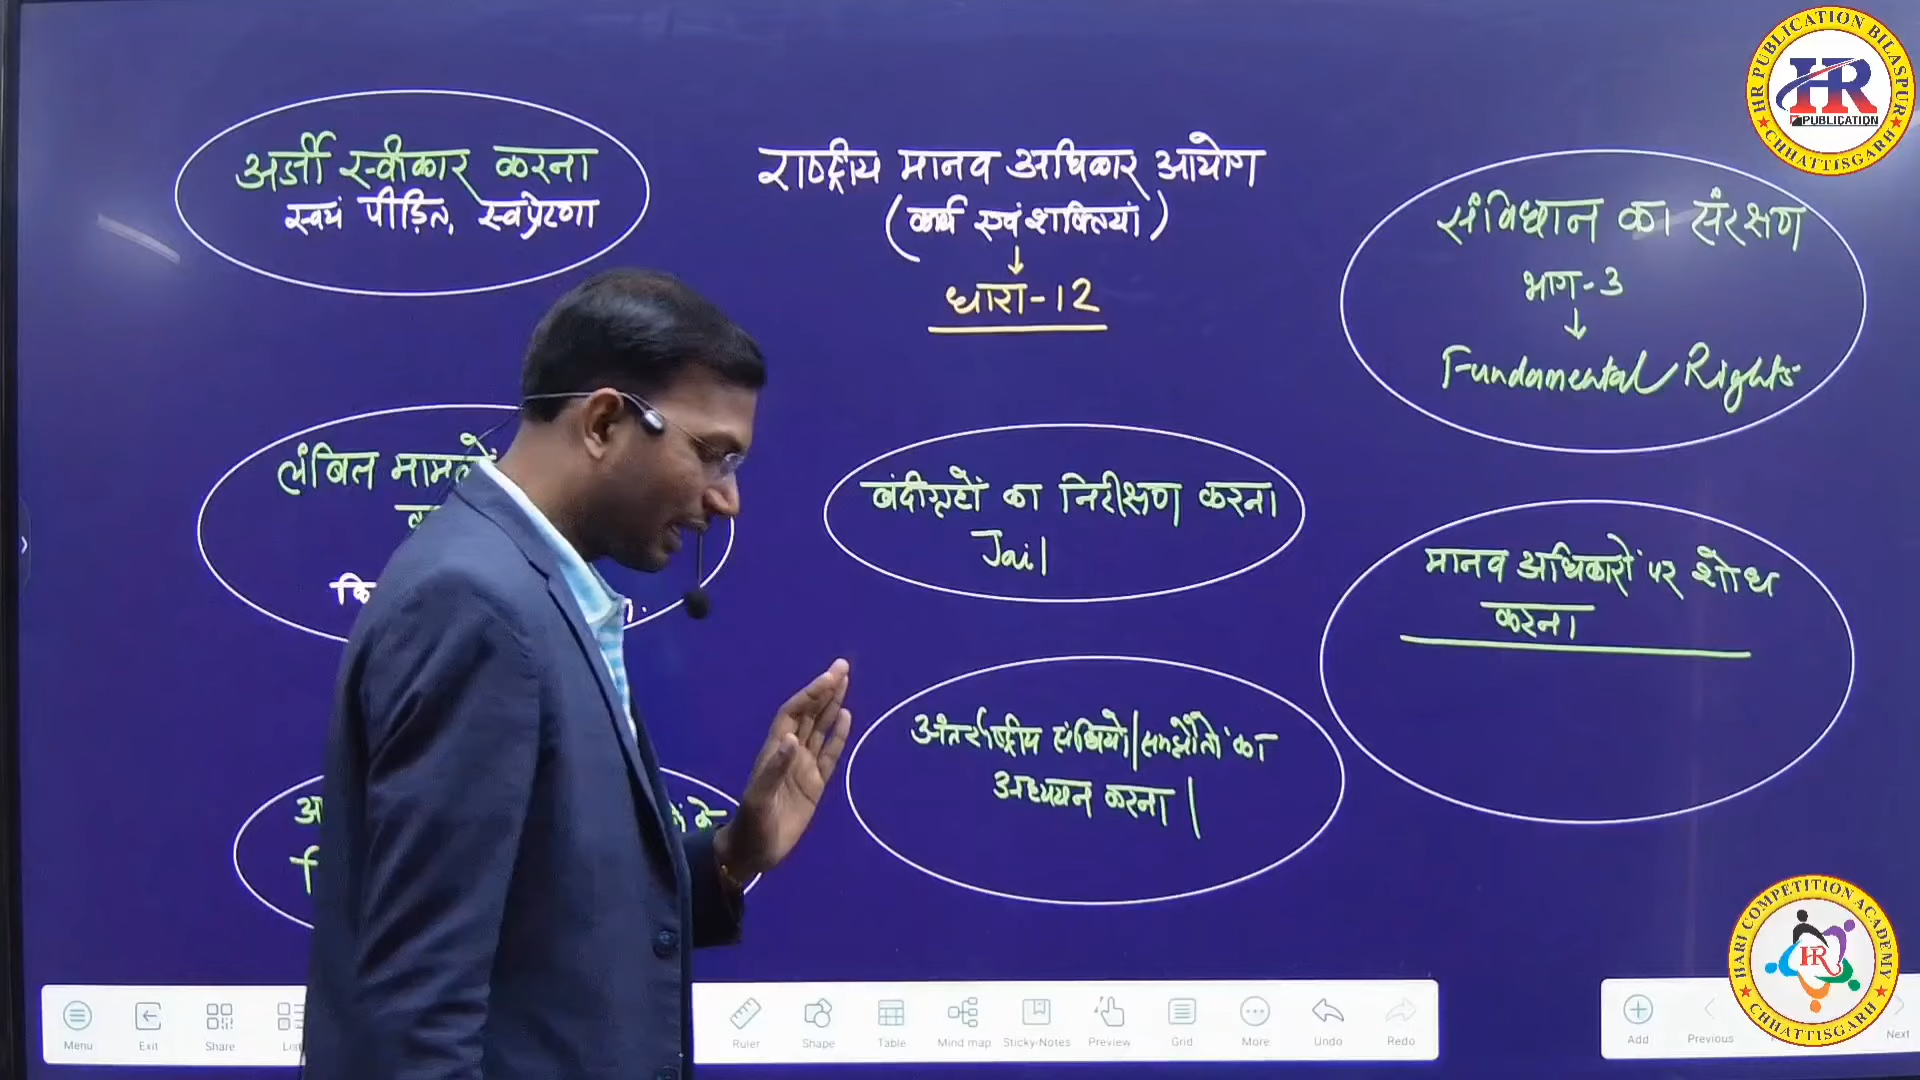 अर्जी स्वीकार करना
स्वयं पीड़ित, स्वप्रेरणा
राष्ट्रीय मानव अधिकार आयोग
(कार्य एवं शक्तियां)
↓
धारा-12
संविधान का संरक्षण
भाग-3
↓
Fundamental Rights
लंबित
बंदीगृहों का निरीक्षण करना
Jail
मानव अधिकारों पर शोध
करना
अंतर्राष्ट्रीय संधियों/समझौतों का
अध्ययन करना|
HR PUBLICATION BILASPUR
CHHATTISGARH
HR
PUBLICATION
HARI COMPETITION ACADEMY
CHHATTISGARH
HR
Menu
Exit
Share
Ruler
Shape
Table
Mind map
Sticky-Notes
Preview
Grid
More
Undo
Redo
Add
Previous
Next